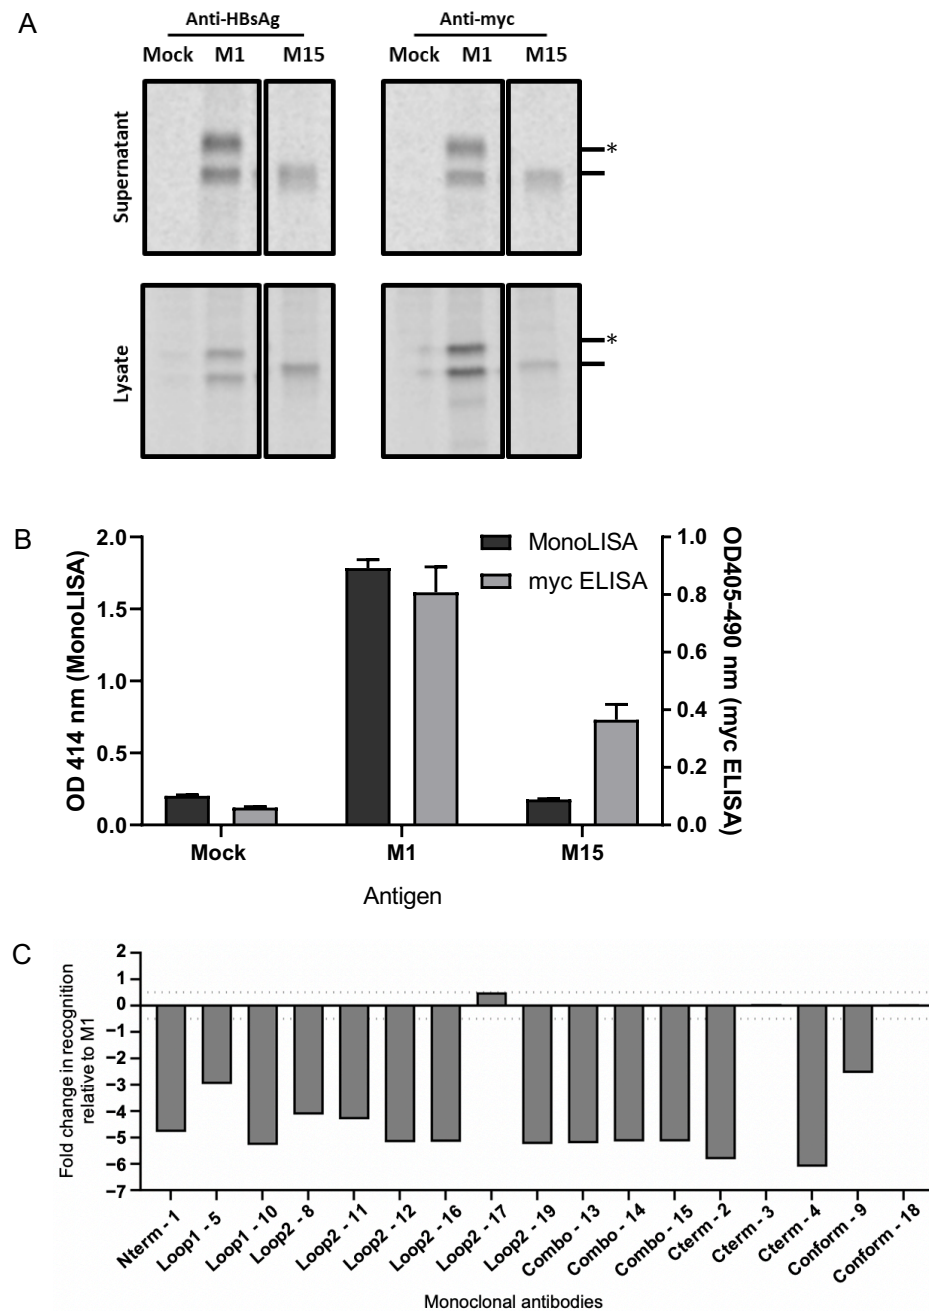 A
Anti-HBsAg
Anti-myc
Mock M1 M15
Mock M1 M15
Supernatant
*
Lysate
*
B
OD 414 nm (MonoLISA)
2.0
1.5
1.0
0.5
0.0
MonoLISA
myc ELISA
1.0
0.8
0.6
0.4
0.2
0.0
OD405-490 nm (myc ELISA)
Mock M1 M15
Antigen
C
Fold change in recognition
relative to M1
2
1
0
−1
−2
−3
−4
−5
−6
−7
Nterm - 1
Loop1 - 5
Loop1 - 10
Loop2 - 8
Loop2 - 11
Loop2 - 12
Loop2 - 16
Loop2 - 17
Loop2 - 19
Combo - 13
Combo - 14
Combo - 15
Cterm - 2
Cterm - 3
Cterm - 4
Conform - 9
Conform - 18
Monoclonal antibodies